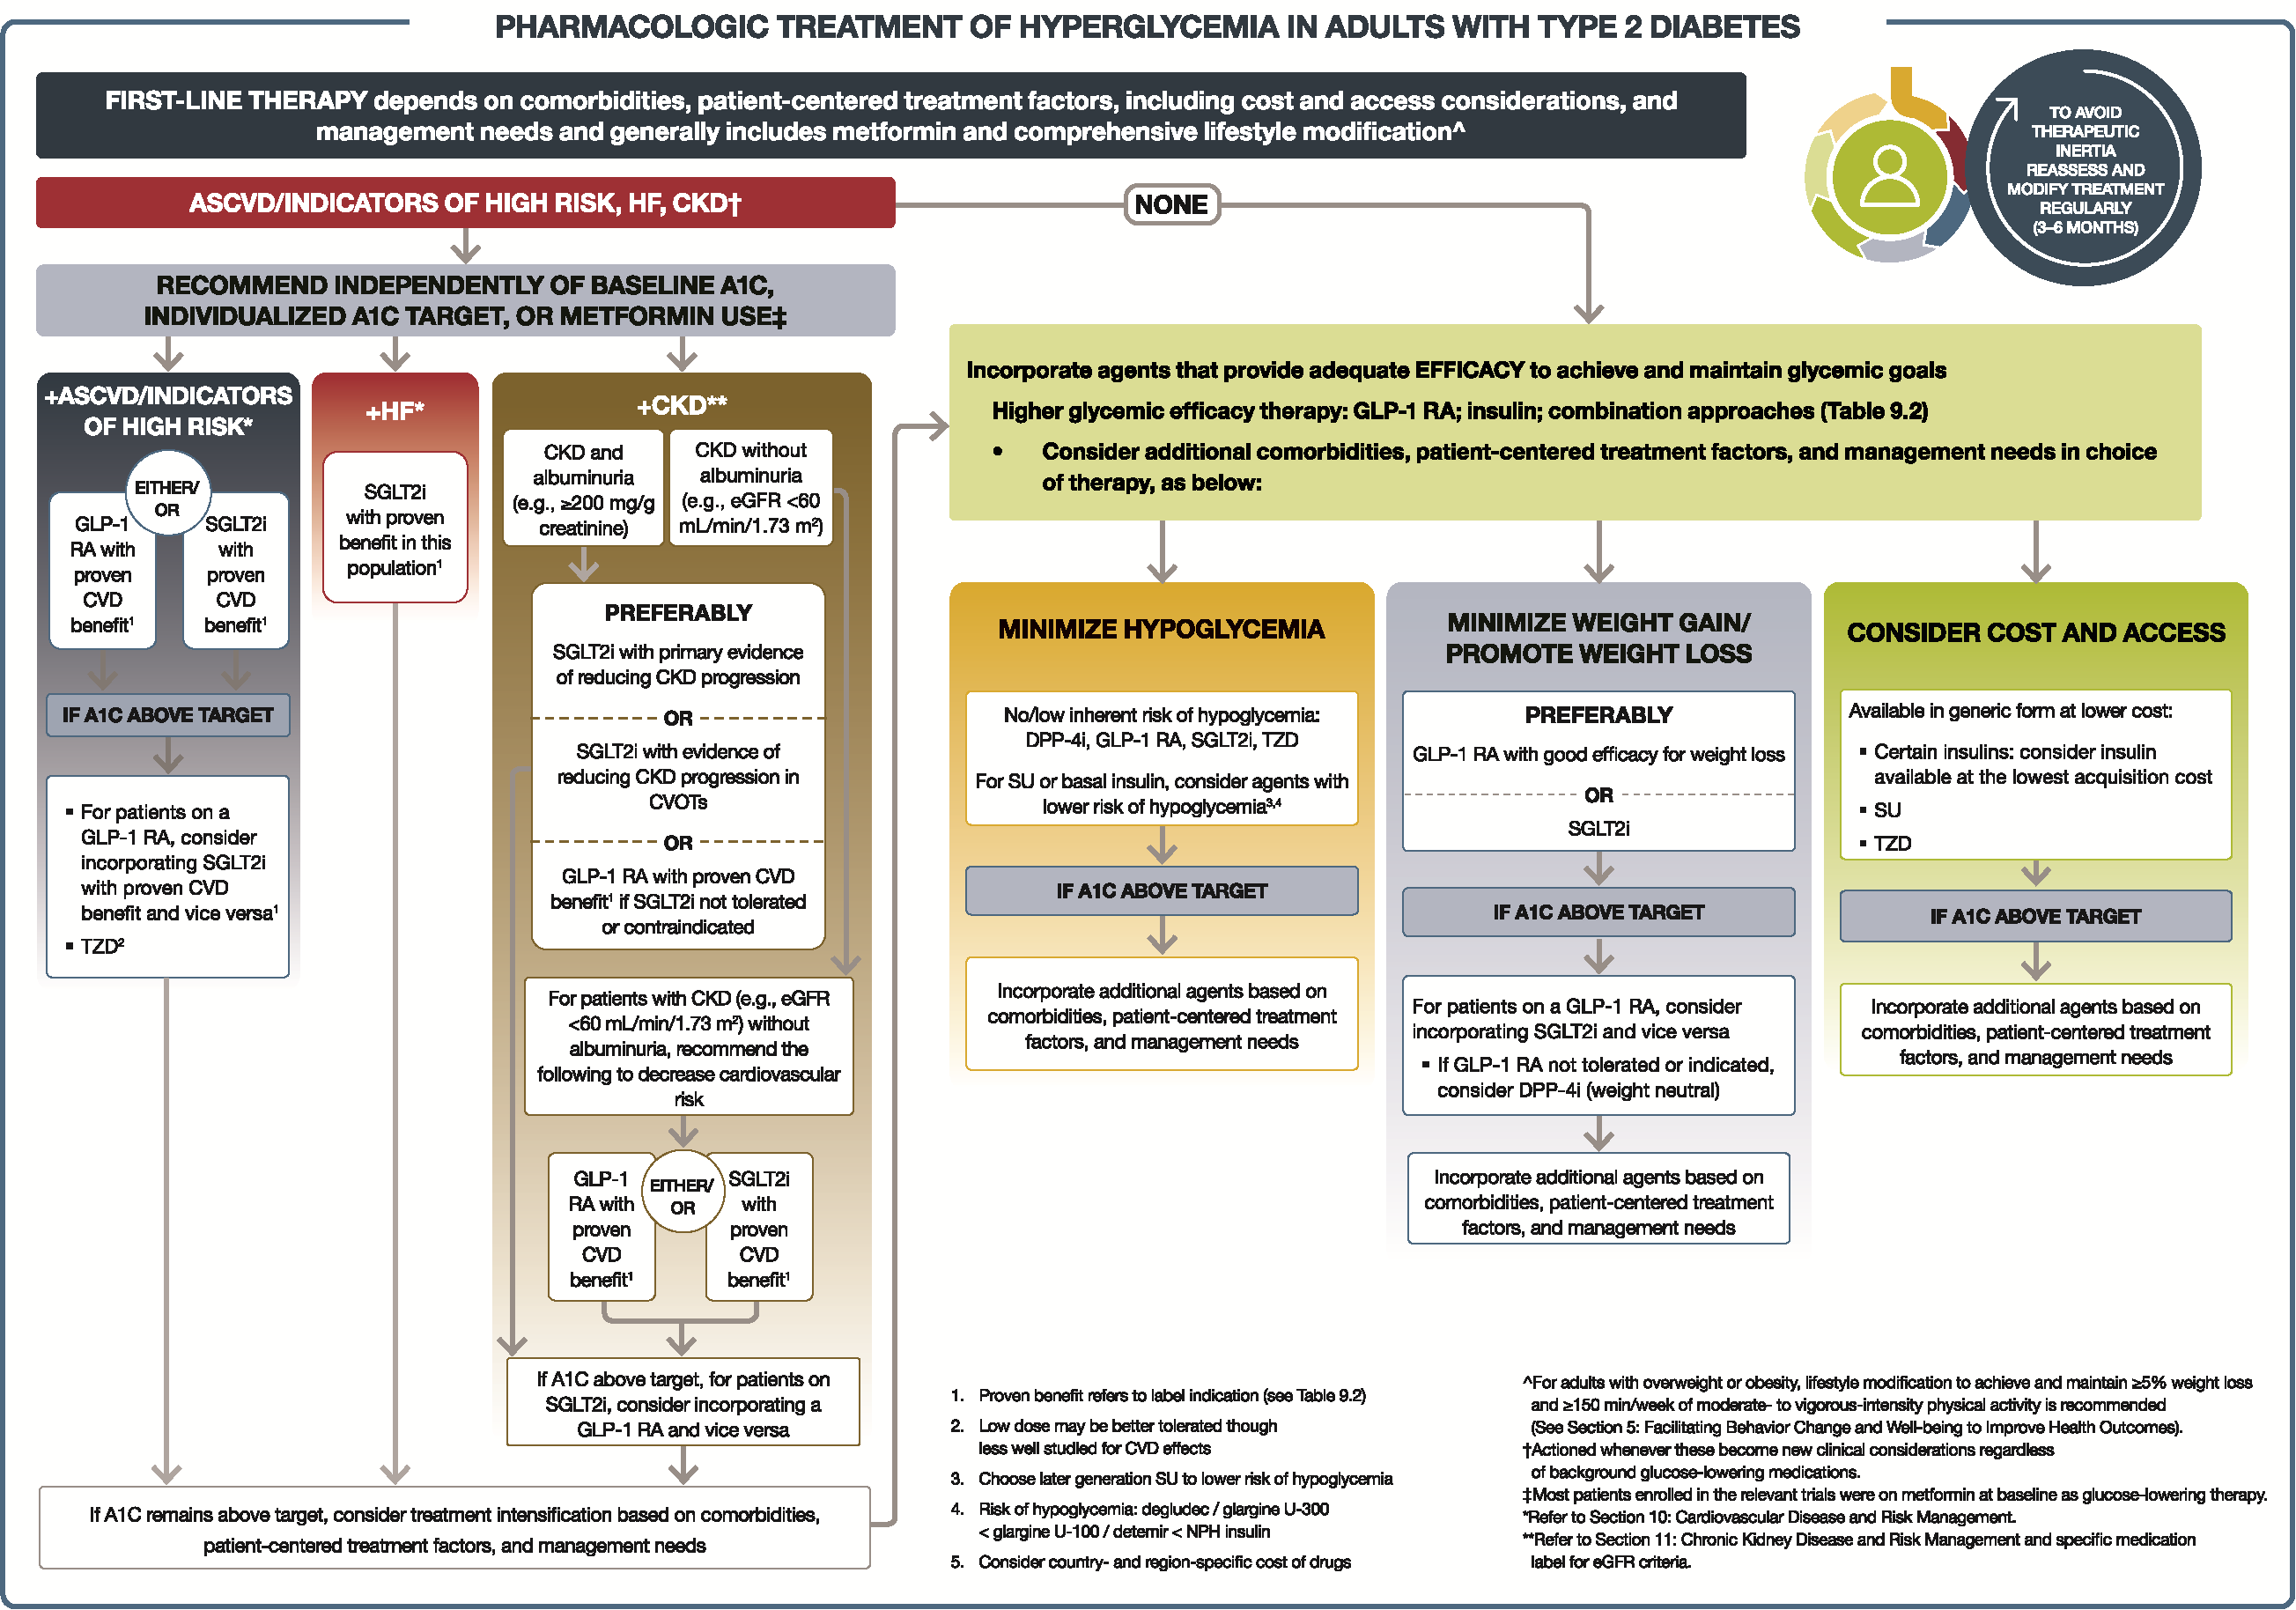 PHARMACOLOGIC TREATMENT OF HYPERGLYCEMIA IN ADULTS WITH TYPE 2 DIABETES
FIRST-LINE THERAPY depends on comorbidities, patient-centered treatment factors, including cost and access considerations, and
management needs and generally includes metformin and comprehensive lifestyle modification^
TO AVOID
THERAPEUTIC
INERTIA
REASSESS AND
MODIFY TREATMENT
REGULARLY
(3–6 MONTHS)
ASCVD/INDICATORS OF HIGH RISK, HF, CKD†
NONE
RECOMMEND INDEPENDENTLY OF BASELINE A1C,
INDIVIDUALIZED A1C TARGET, OR METFORMIN USE‡
+ASCVD/INDICATORS
OF HIGH RISK*
EITHER/
OR
GLP-1
RA with
proven
CVD
benefit¹
SGLT2i
with
proven
CVD
benefit¹
IF A1C ABOVE TARGET
▪ For patients on a
GLP-1 RA, consider
incorporating SGLT2i
with proven CVD
benefit and vice versa¹
▪ TZD²
+HF*
SGLT2i
with proven
benefit in this
population¹
+CKD**
CKD and
albuminuria
(e.g., ≥200 mg/g
creatinine)
CKD without
albuminuria
(e.g., eGFR <60
mL/min/1.73 m²)
PREFERABLY
SGLT2i with primary evidence
of reducing CKD progression
OR
SGLT2i with evidence of
reducing CKD progression in
CVOTs
OR
GLP-1 RA with proven CVD
benefit¹ if SGLT2i not tolerated
or contraindicated
For patients with CKD (e.g., eGFR
<60 mL/min/1.73 m²) without
albuminuria, recommend the
following to decrease cardiovascular
risk
EITHER/
OR
GLP-1
RA with
proven
CVD
benefit¹
SGLT2i
with
proven
CVD
benefit¹
If A1C above target, for patients on
SGLT2i, consider incorporating a
GLP-1 RA and vice versa
If A1C remains above target, consider treatment intensification based on comorbidities,
patient-centered treatment factors, and management needs
Incorporate agents that provide adequate EFFICACY to achieve and maintain glycemic goals
Higher glycemic efficacy therapy: GLP-1 RA; insulin; combination approaches (Table 9.2)
• Consider additional comorbidities, patient-centered treatment factors, and management needs in choice
of therapy, as below:
MINIMIZE HYPOGLYCEMIA
No/low inherent risk of hypoglycemia:
DPP-4i, GLP-1 RA, SGLT2i, TZD
For SU or basal insulin, consider agents with
lower risk of hypoglycemia³,⁴
IF A1C ABOVE TARGET
Incorporate additional agents based on
comorbidities, patient-centered treatment
factors, and management needs
MINIMIZE WEIGHT GAIN/
PROMOTE WEIGHT LOSS
PREFERABLY
GLP-1 RA with good efficacy for weight loss
OR
SGLT2i
IF A1C ABOVE TARGET
For patients on a GLP-1 RA, consider
incorporating SGLT2i and vice versa
▪ If GLP-1 RA not tolerated or indicated,
consider DPP-4i (weight neutral)
Incorporate additional agents based on
comorbidities, patient-centered treatment
factors, and management needs
CONSIDER COST AND ACCESS
Available in generic form at lower cost:
▪ Certain insulins: consider insulin
available at the lowest acquisition cost
▪ SU
▪ TZD
IF A1C ABOVE TARGET
Incorporate additional agents based on
comorbidities, patient-centered treatment
factors, and management needs
1. Proven benefit refers to label indication (see Table 9.2)
2. Low dose may be better tolerated though
less well studied for CVD effects
3. Choose later generation SU to lower risk of hypoglycemia
4. Risk of hypoglycemia: degludec / glargine U-300
< glargine U-100 / detemir < NPH insulin
5. Consider country- and region-specific cost of drugs
^For adults with overweight or obesity, lifestyle modification to achieve and maintain ≥5% weight loss
and ≥150 min/week of moderate- to vigorous-intensity physical activity is recommended
(See Section 5: Facilitating Behavior Change and Well-being to Improve Health Outcomes).
†Actioned whenever these become new clinical considerations regardless
of background glucose-lowering medications.
‡Most patients enrolled in the relevant trials were on metformin at baseline as glucose-lowering therapy.
*Refer to Section 10: Cardiovascular Disease and Risk Management.
**Refer to Section 11: Chronic Kidney Disease and Risk Management and specific medication
label for eGFR criteria.